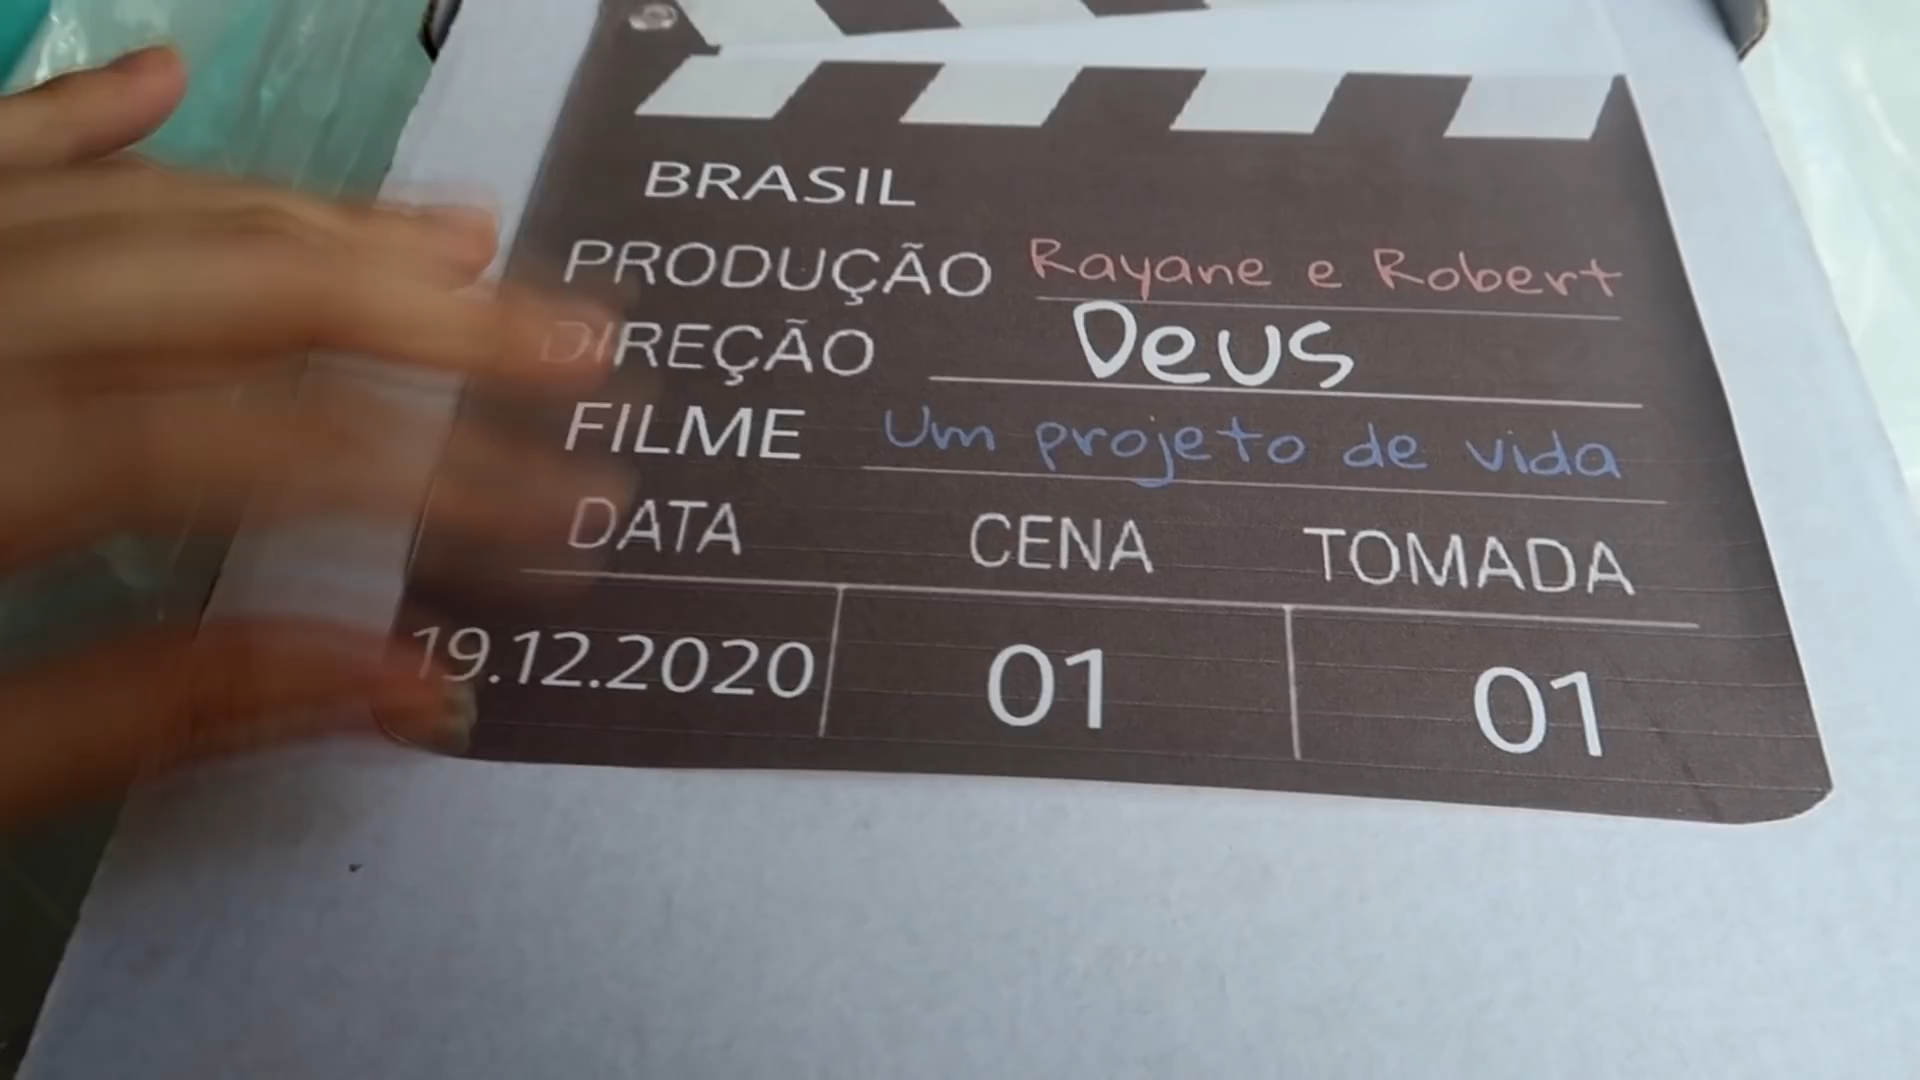 BRASIL
PRODUÇÃO Rayane e Robert
DIREÇÃO Deus
FILME Um projeto de vida
DATA CENA TOMADA
19.12.2020 01 01